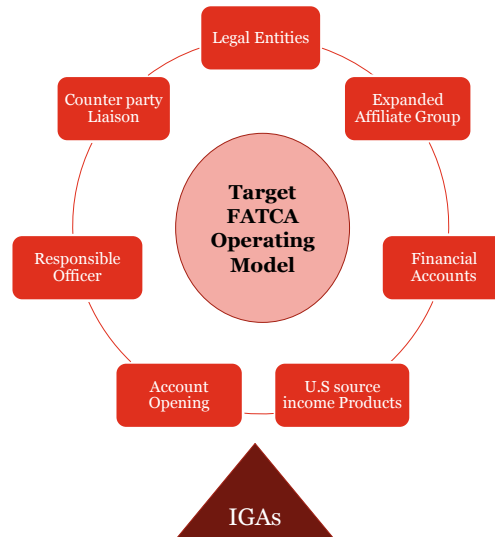 Legal Entities
Counter party
Liaison
Expanded
Affiliate Group
Target
FATCA
Operating
Model
Responsible
Officer
Financial
Accounts
Account
Opening
U.S source
income Products
IGAs